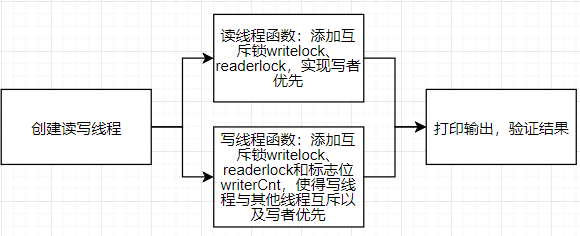 创建读写线程
读线程函数：添加互
斥锁writelock、
readerlock，实现写者
优先
写线程函数：添加互
斥锁writelock、
readerlock和标志位
writerCnt，使得写线
程与其他线程互斥以
及写者优先
打印输出，验证结果